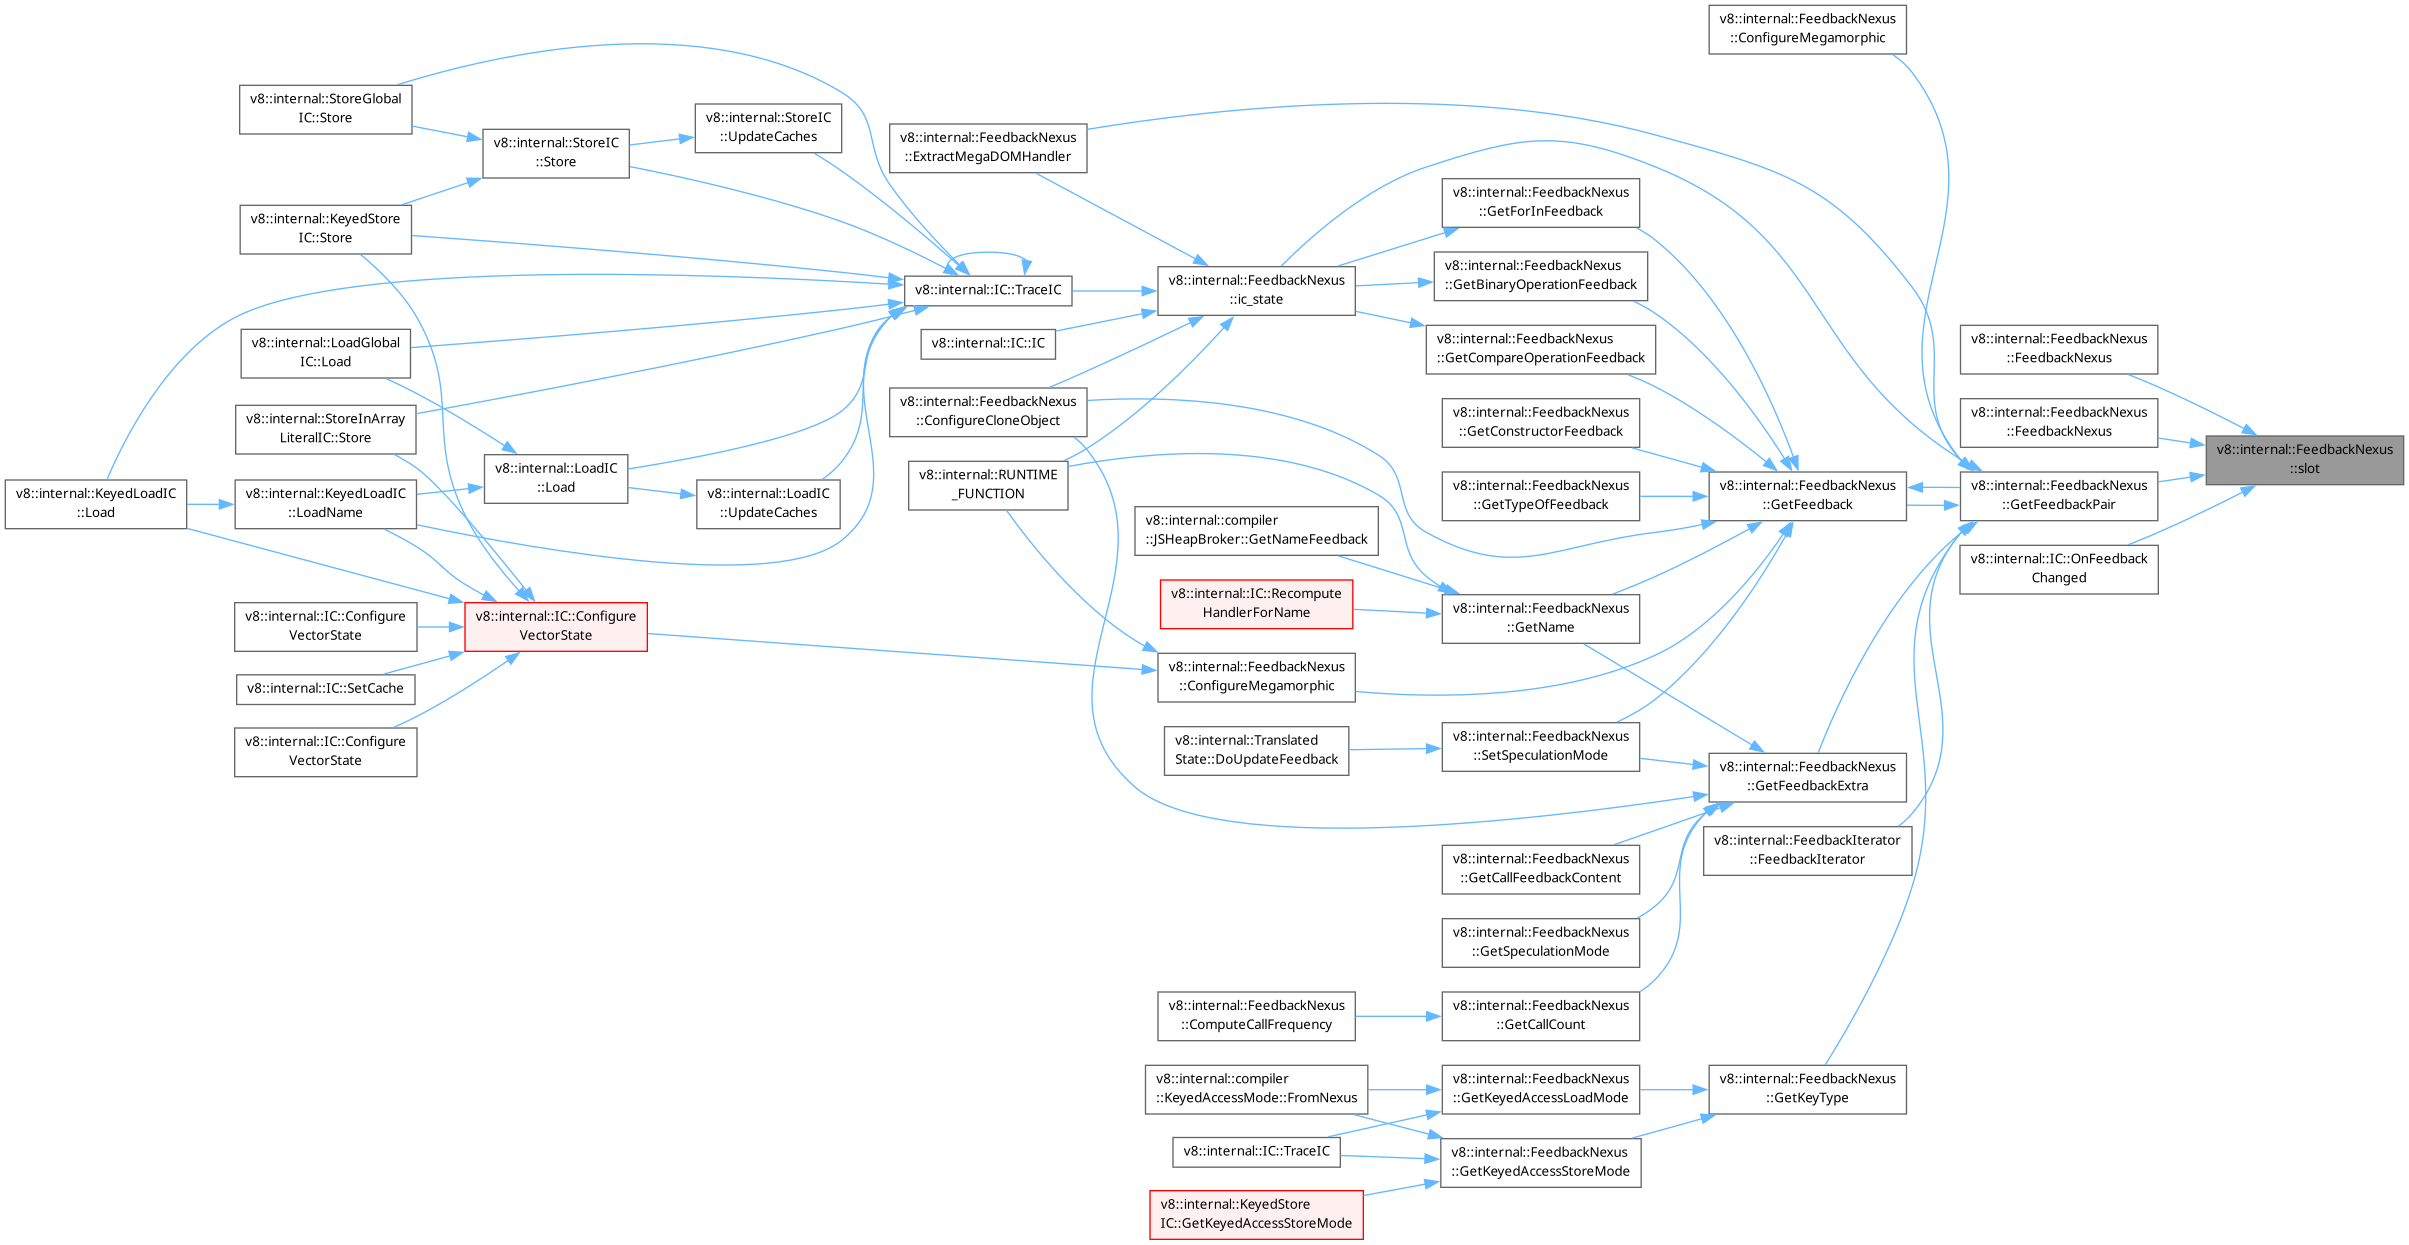 v8::internal::FeedbackNexus
::ConfigureMegamorphic
v8::internal::StoreGlobal
IC::Store
v8::internal::StoreIC
::UpdateCaches
v8::internal::FeedbackNexus
::ExtractMegaDOMHandler
v8::internal::StoreIC
::Store
v8::internal::FeedbackNexus
::GetForInFeedback
v8::internal::KeyedStore
IC::Store
v8::internal::FeedbackNexus
::GetBinaryOperationFeedback
v8::internal::IC::TraceIC
v8::internal::FeedbackNexus
::ic_state
v8::internal::LoadGlobal
IC::Load
v8::internal::IC::IC
v8::internal::FeedbackNexus
::GetCompareOperationFeedback
v8::internal::FeedbackNexus
::FeedbackNexus
v8::internal::StoreInArray
LiteralIC::Store
v8::internal::FeedbackNexus
::ConfigureCloneObject
v8::internal::FeedbackNexus
::GetConstructorFeedback
v8::internal::FeedbackNexus
::FeedbackNexus
v8::internal::FeedbackNexus
::slot
v8::internal::KeyedLoadIC
::Load
v8::internal::KeyedLoadIC
::LoadName
v8::internal::LoadIC
::Load
v8::internal::LoadIC
::UpdateCaches
v8::internal::RUNTIME
_FUNCTION
v8::internal::FeedbackNexus
::GetTypeOfFeedback
v8::internal::FeedbackNexus
::GetFeedback
v8::internal::FeedbackNexus
::GetFeedbackPair
v8::internal::compiler
::JSHeapBroker::GetNameFeedback
v8::internal::IC::OnFeedback
Changed
v8::internal::IC::Configure
VectorState
v8::internal::IC::Configure
VectorState
v8::internal::IC::Recompute
HandlerForName
v8::internal::FeedbackNexus
::GetName
v8::internal::IC::SetCache
v8::internal::FeedbackNexus
::ConfigureMegamorphic
v8::internal::IC::Configure
VectorState
v8::internal::Translated
State::DoUpdateFeedback
v8::internal::FeedbackNexus
::SetSpeculationMode
v8::internal::FeedbackNexus
::GetFeedbackExtra
v8::internal::FeedbackNexus
::GetCallFeedbackContent
v8::internal::FeedbackIterator
::FeedbackIterator
v8::internal::FeedbackNexus
::GetSpeculationMode
v8::internal::FeedbackNexus
::ComputeCallFrequency
v8::internal::FeedbackNexus
::GetCallCount
v8::internal::compiler
::KeyedAccessMode::FromNexus
v8::internal::FeedbackNexus
::GetKeyedAccessLoadMode
v8::internal::FeedbackNexus
::GetKeyType
v8::internal::IC::TraceIC
v8::internal::FeedbackNexus
::GetKeyedAccessStoreMode
v8::internal::KeyedStore
IC::GetKeyedAccessStoreMode